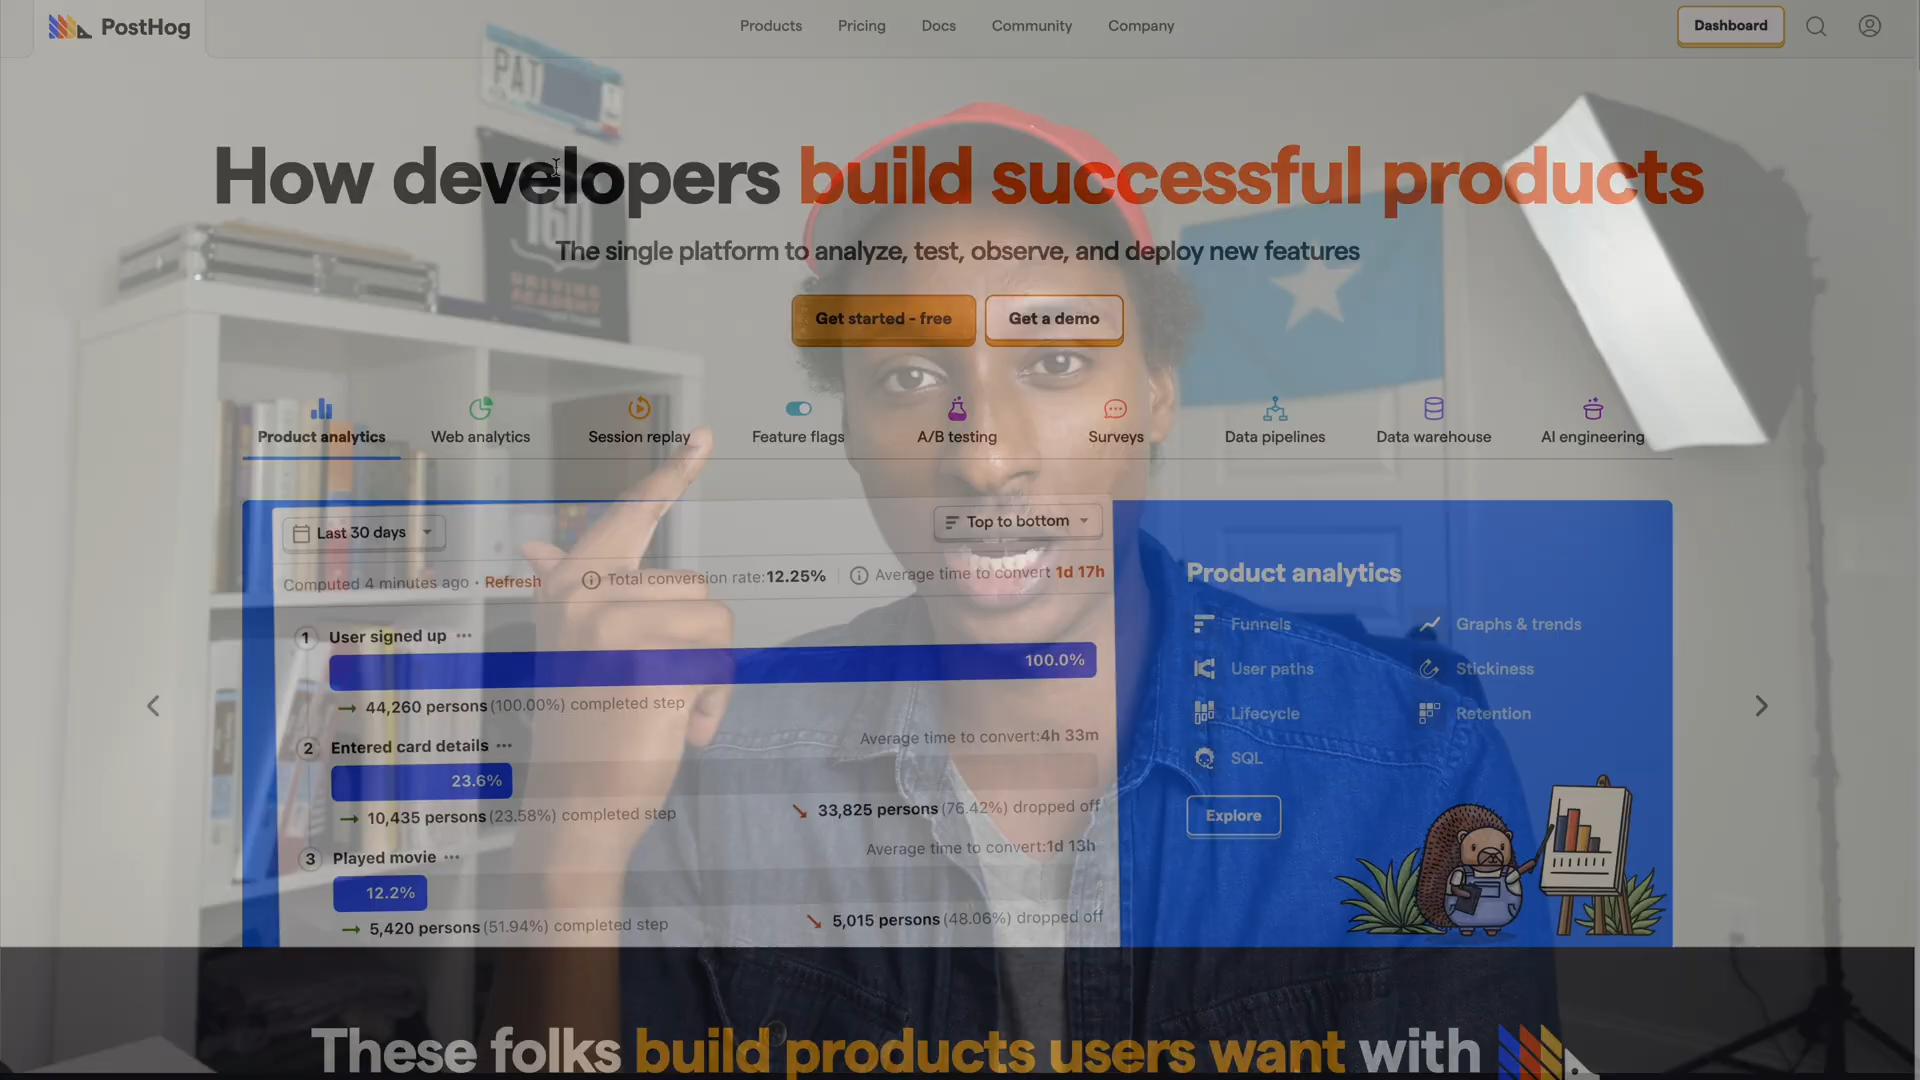 PostHog
Products Pricing Docs Community Company
Dashboard
PAT
How developers build successful products
160
DRIVING
ACADEMY
The single platform to analyze, test, observe, and deploy new features
Get started - free
Get a demo
Product analytics
Web analytics
Session replay
Feature flags
A/B testing
Surveys
Data pipelines
Data warehouse
AI engineering
Last 30 days
Top to bottom
Computed 4 minutes ago • Refresh
Total conversion rate: 12.25%
Average time to convert 1d 17h
1 User signed up •••
100.0%
→ 44,260 persons (100.00%) completed step
2 Entered card details •••
Average time to convert: 4h 33m
23.6%
→ 10,435 persons (23.58%) completed step
33,825 persons (76.42%) dropped off
3 Played movie •••
Average time to convert: 1d 13h
12.2%
→ 5,420 persons (51.94%) completed step
5,015 persons (48.06%) dropped off
Product analytics
Funnels
Graphs & trends
User paths
Stickiness
Lifecycle
Retention
SQL
Explore
These folks build products users want with